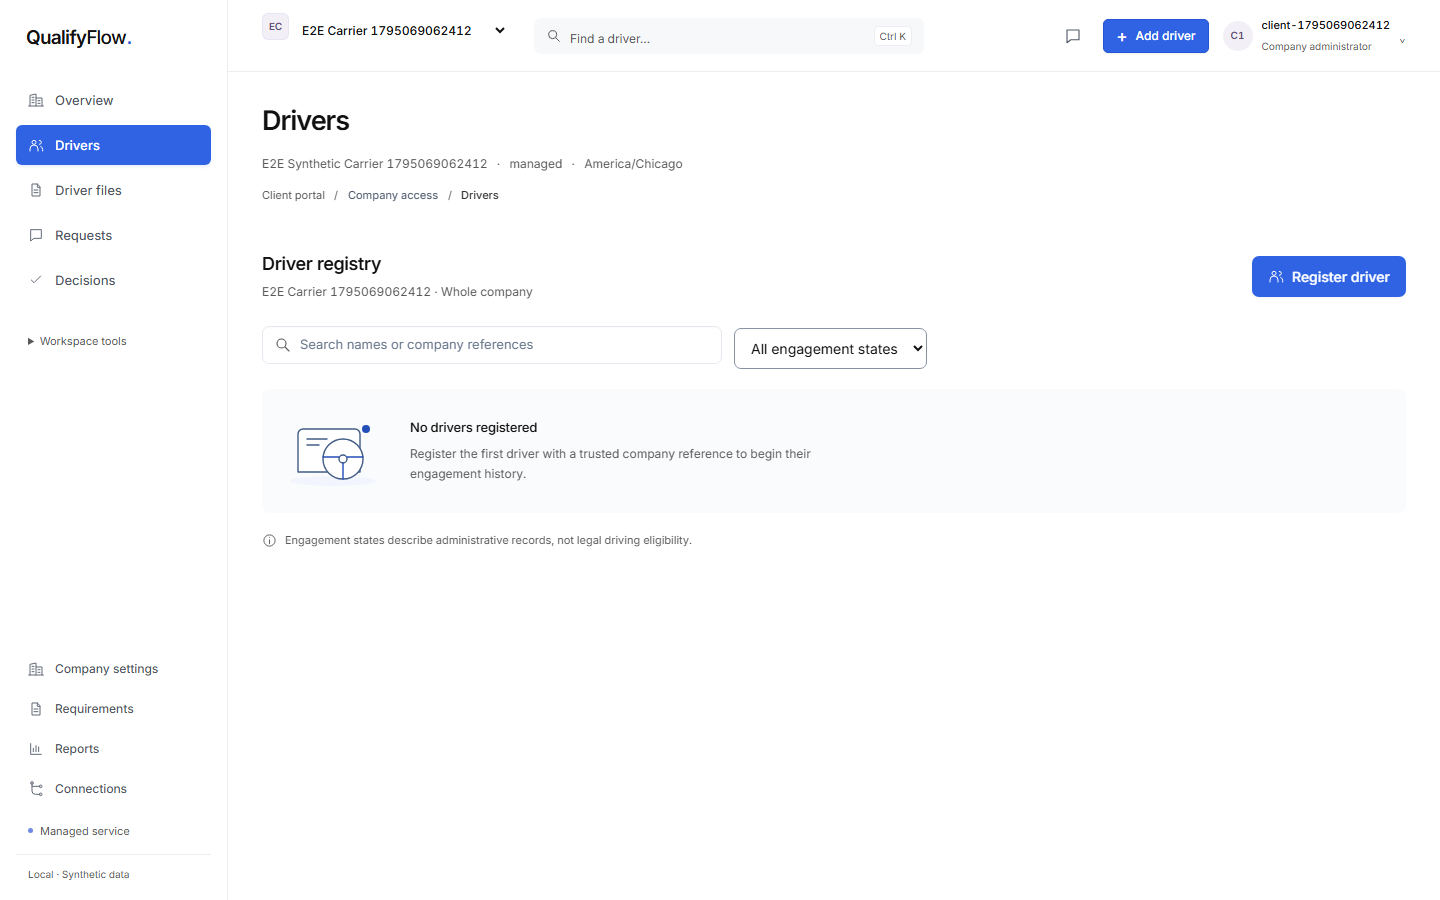 QualifyFlow.
Overview
Drivers
Driver files
Requests
Decisions
Workspace tools
Company settings
Requirements
Reports
Connections
Managed service
Local · Synthetic data
EC
E2E Carrier 1795069062412
Find a driver...
Ctrl K
+ Add driver
C1
client-1795069062412
Company administrator
Drivers
E2E Synthetic Carrier 1795069062412 · managed · America/Chicago
Client portal / Company access / Drivers
Driver registry
E2E Carrier 1795069062412 · Whole company
Register driver
Search names or company references
All engagement states
No drivers registered
Register the first driver with a trusted company reference to begin their
engagement history.
Engagement states describe administrative records, not legal driving eligibility.